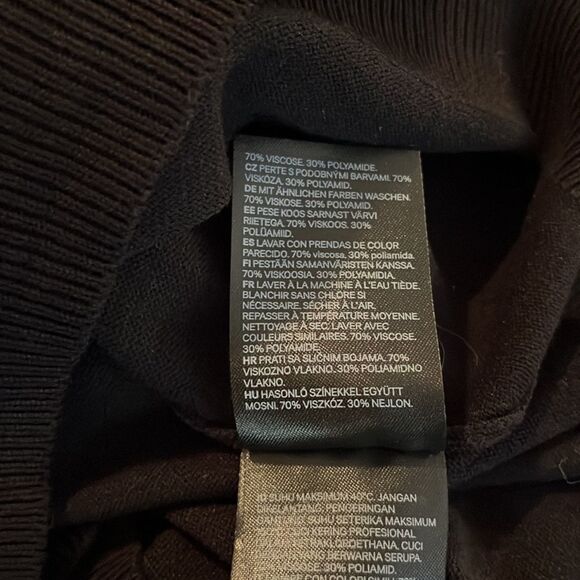 70% VISCOSE. 30% POLYAMIDE.
CZ PERTE S PODOBNÝMI BARVAMI. 70%
VISKÓZA. 30% POLYAMID.
DE MIT ÄHNLICHEN FARBEN WASCHEN.
70% VISKOSE. 30% POLYAMID.
EE PESE KOOS SARNAST VÄRVI
RIIETEGA. 70% VISKOOS. 30%
POLÜAMIID.
ES LAVAR CON PRENDAS DE COLOR
PARECIDO. 70% viscosa. 30% poliamida.
FI PESTÄÄN SAMANVÄRISTEN KANSSA.
70% VISKOOSIA. 30% POLYAMIDIA.
FR LAVER À LA MACHINE À L'EAU TIÈDE.
BLANCHIR SANS CHLORE SI
NÉCESSAIRE. SÉCHER À L'AIR.
REPASSER À TEMPÉRATURE MOYENNE.
NETTOYAGE À SEC. LAVER AVEC
COULEURS SIMILAIRES. 70% VISCOSE.
30% POLYAMIDE.
HR PRATI SA SLIČNIM BOJAMA. 70%
VISKOZNO VLAKNO. 30% POLIAMIDNO
VLAKNO.
HU HASONLÓ SZÍNEKKEL EGYÜTT
MOSNI. 70% VISZKÓZ. 30% NEJLON.
ID SUHU MAKSIMUM 40°C. JANGAN
DIKELANTANG. PENGERINGAN
GANTUNG. SUHU SETERIKA MAKSIMUM
KERING PROFESIONAL
CUCI
YANG BERWARNA SERUPA.
30% POLIAMID.